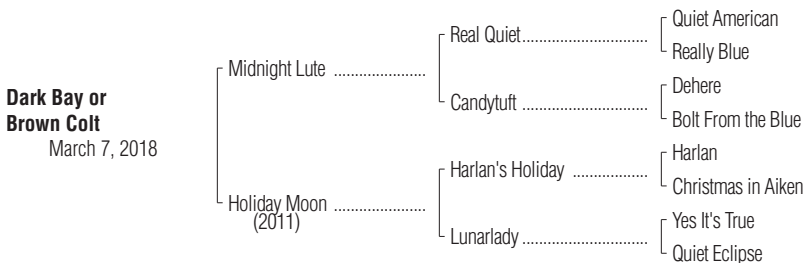 Dark Bay or
Brown Colt
March 7, 2018
Midnight Lute ......................
Holiday Moon ......................
(2011)
Real Quiet..............................
Candytuft ..............................
Harlan's Holiday ..................
Lunarlady ..............................
Quiet American
Really Blue
Dehere
Bolt From the Blue
Harlan
Christmas in Aiken
Yes It's True
Quiet Eclipse